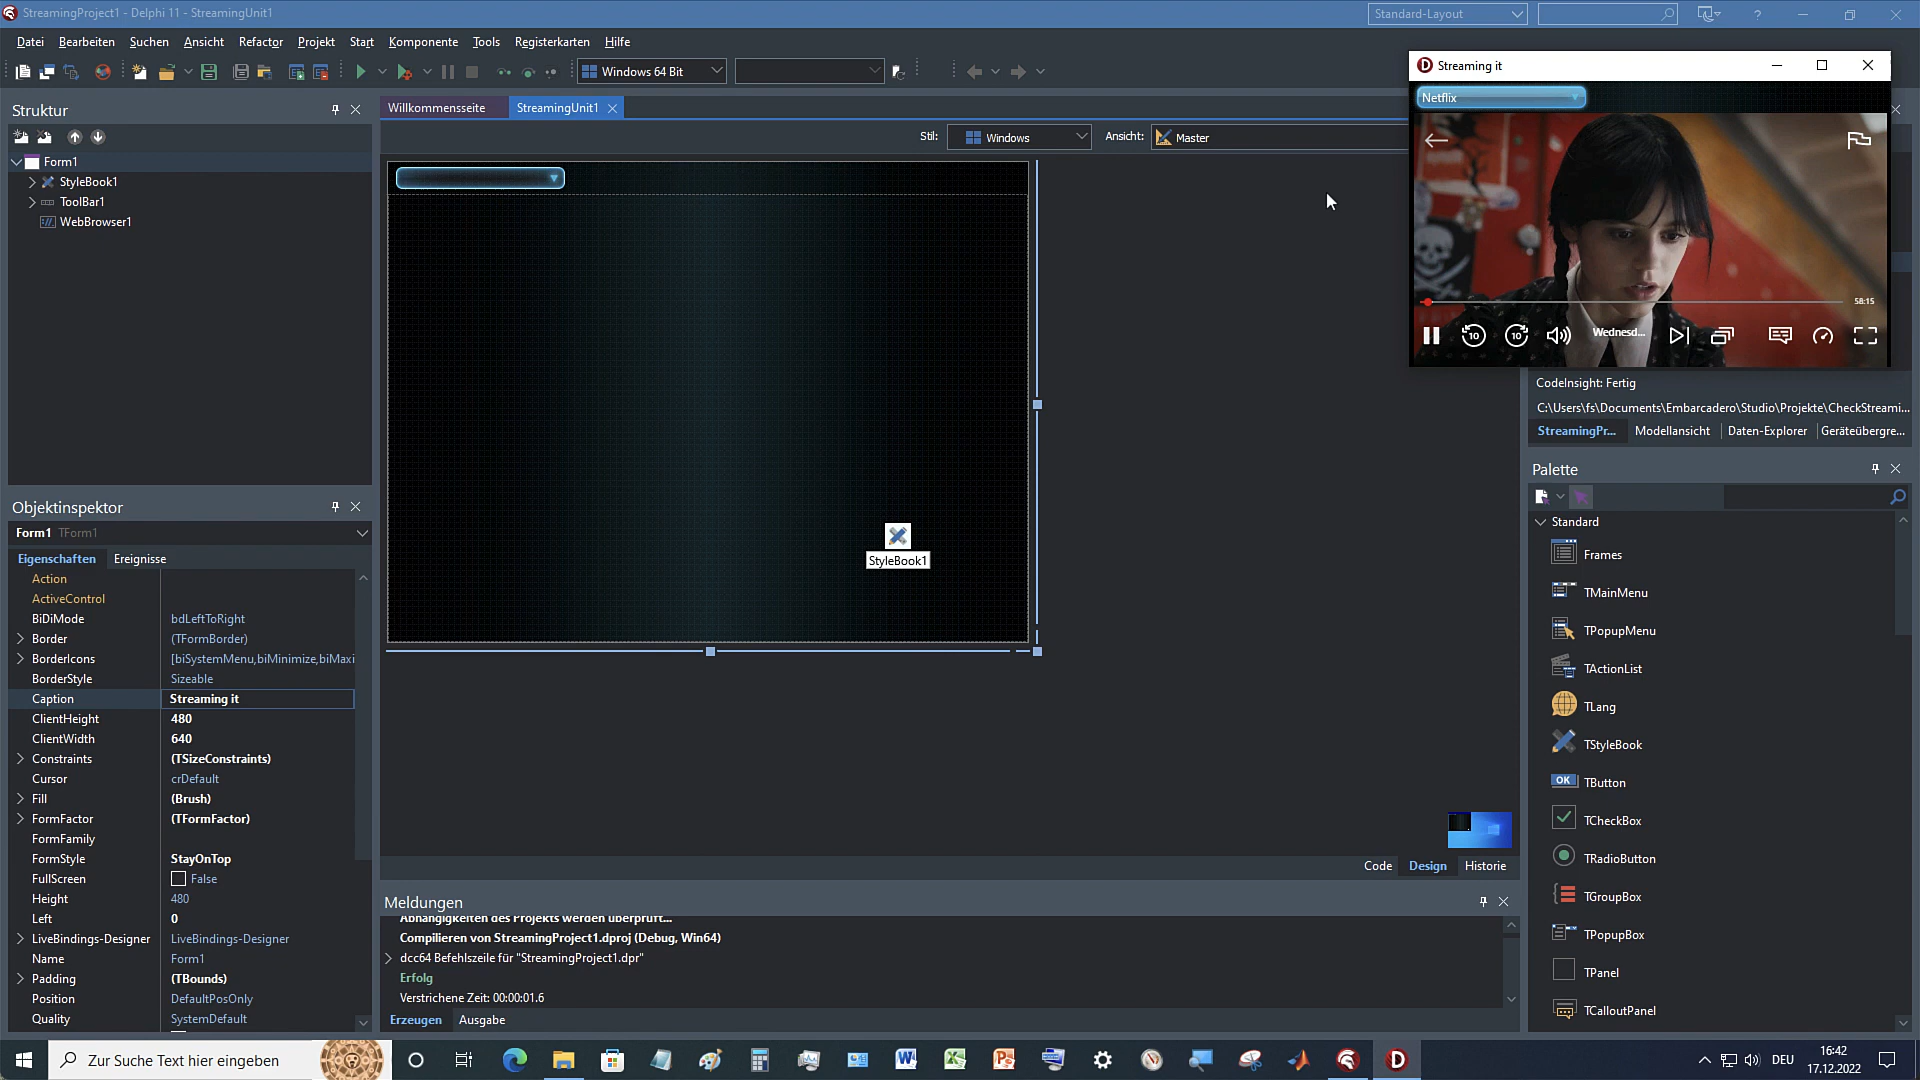 StreamingProject1 - Delphi 11 - StreamingUnit1
Standard-Layout
?
Datei Bearbeiten Suchen Ansicht Refactor Projekt Start Komponente Tools Registerkarten Hilfe
Windows 64 Bit
Struktur
Form1
StyleBook1
ToolBar1
WebBrowser1
Willkommensseite StreamingUnit1
Stil: Windows Ansicht: Master
StyleBook1
Streaming it
Netflix
58:15
10 10 Wednesd...
CodeInsight: Fertig
C:\Users\fs\Documents\Embarcadero\Studio\Projekte\CheckStreami...
StreamingPr... Modellansicht Daten-Explorer Geräteübergre...
Objektinspektor
Form1 TForm1
Eigenschaften Ereignisse
Action
ActiveControl
BiDiMode bdLeftToRight
Border (TFormBorder)
BorderIcons [biSystemMenu,biMinimize,biMaxi
BorderStyle Sizeable
Caption Streaming it
ClientHeight 480
ClientWidth 640
Constraints (TSizeConstraints)
Cursor crDefault
Fill (Brush)
FormFactor (TFormFactor)
FormFamily
FormStyle StayOnTop
FullScreen False
Height 480
Left 0
LiveBindings-Designer LiveBindings-Designer
Name Form1
Padding (TBounds)
Position DefaultPosOnly
Quality SystemDefault
Code Design Historie
Meldungen
Abhängigkeiten des Projekts werden überprüft...
Compilieren von StreamingProject1.dproj (Debug, Win64)
dcc64 Befehlszeile für "StreamingProject1.dpr"
Erfolg
Verstrichene Zeit: 00:00:01.6
Erzeugen Ausgabe
Palette
Standard
Frames
TMainMenu
TPopupMenu
TActionList
TLang
TStyleBook
OK TButton
TCheckBox
TRadioButton
TGroupBox
TPopupBox
TPanel
TCalloutPanel
Zur Suche Text hier eingeben
DEU
16:42
17.12.2022